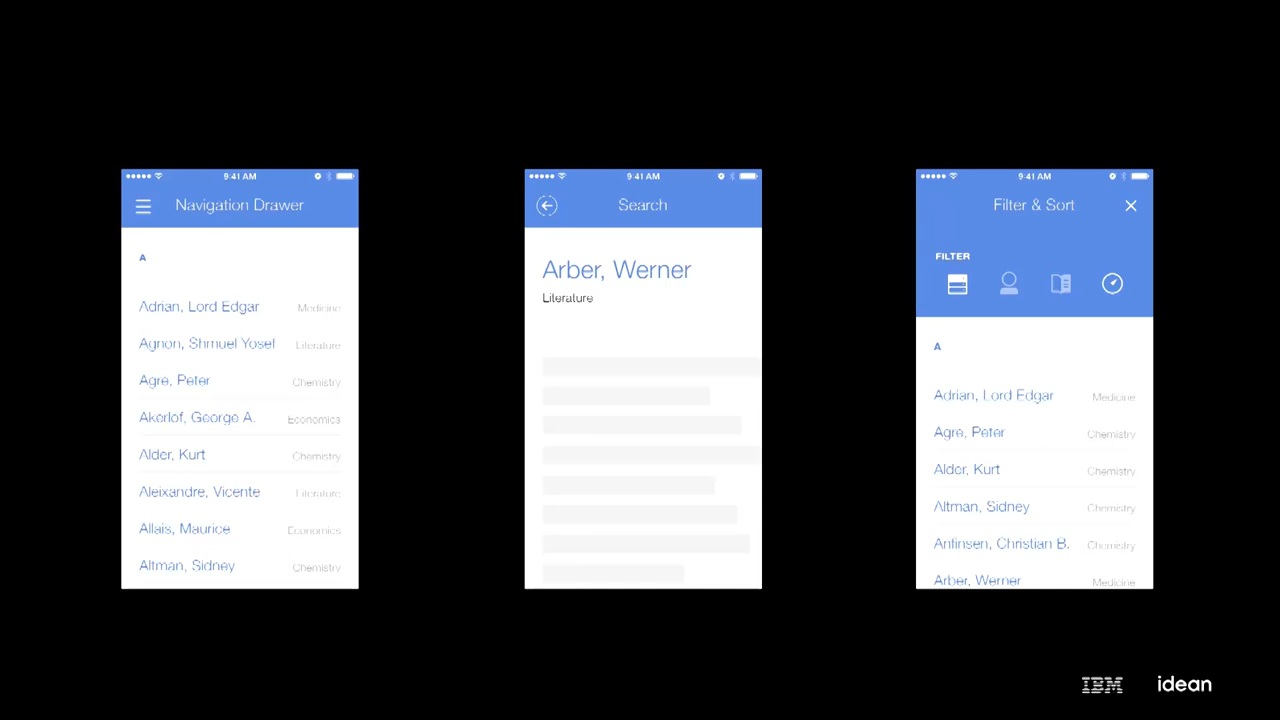 9:41 AM
Navigation Drawer
A
Adrian, Lord Edgar Medicine
Agnon, Shmuel Yosef Literature
Agre, Peter Chemistry
Akerlof, George A. Economics
Alder, Kurt Chemistry
Aleixandre, Vicente Literature
Allais, Maurice Economics
Altman, Sidney Chemistry
9:41 AM
Search
Arber, Werner
Literature
9:41 AM
Filter & Sort
FILTER
A
Adrian, Lord Edgar Medicine
Agre, Peter Chemistry
Alder, Kurt Chemistry
Altman, Sidney Chemistry
Anfinsen, Christian B. Chemistry
Arber, Werner Medicine
IBM
idean